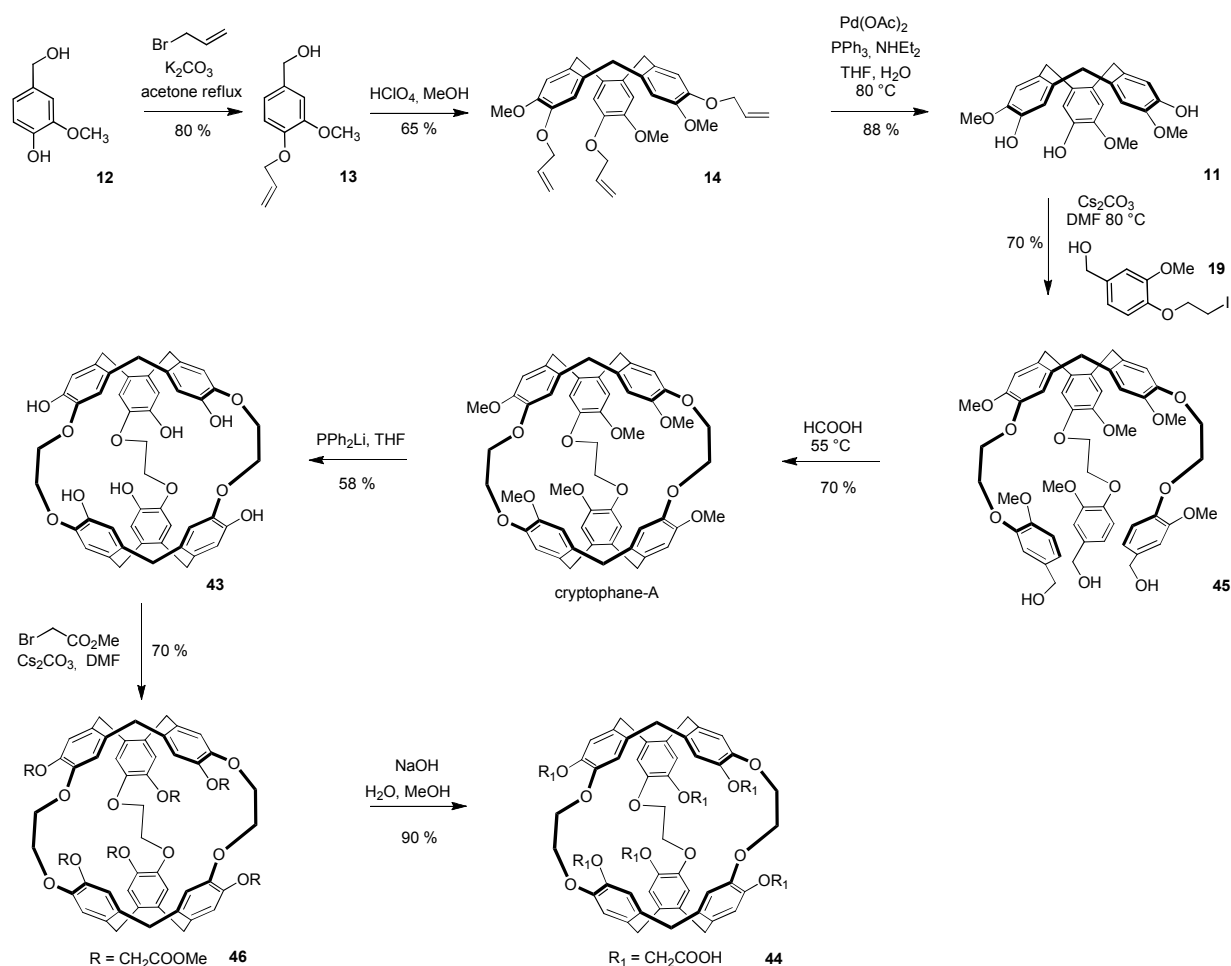 OH
OCH3
OH
12
Br
K2CO3
acetone reflux
80 %
OH
OCH3
O
13
HClO4, MeOH
65 %
MeO
O
O
OMe
OMe
O
14
Pd(OAc)2
PPh3, NHEt2
THF, H2O
80 °C
88 %
MeO
HO
HO
OMe
OMe
OH
11
Cs2CO3
DMF 80 °C
70 %
HO
OMe
O
I
19
MeO
O
O
OMe
OMe
O
MeO
O
MeO
O
O
OMe
HO
OH
OH
45
HCOOH
55 °C
70 %
MeO
O
O
OMe
OMe
O
MeO
O
MeO
O
O
OMe
cryptophane-A
PPh2Li, THF
58 %
HO
O
O
OH
OH
O
HO
O
HO
O
O
OH
43
Br
CO2Me
Cs2CO3, DMF
70 %
RO
O
O
OR
OR
O
RO
O
RO
O
O
OR
R = CH2COOMe
46
NaOH
H2O, MeOH
90 %
R1O
O
O
OR1
OR1
O
R1O
O
R1O
O
O
OR1
R1 = CH2COOH
44